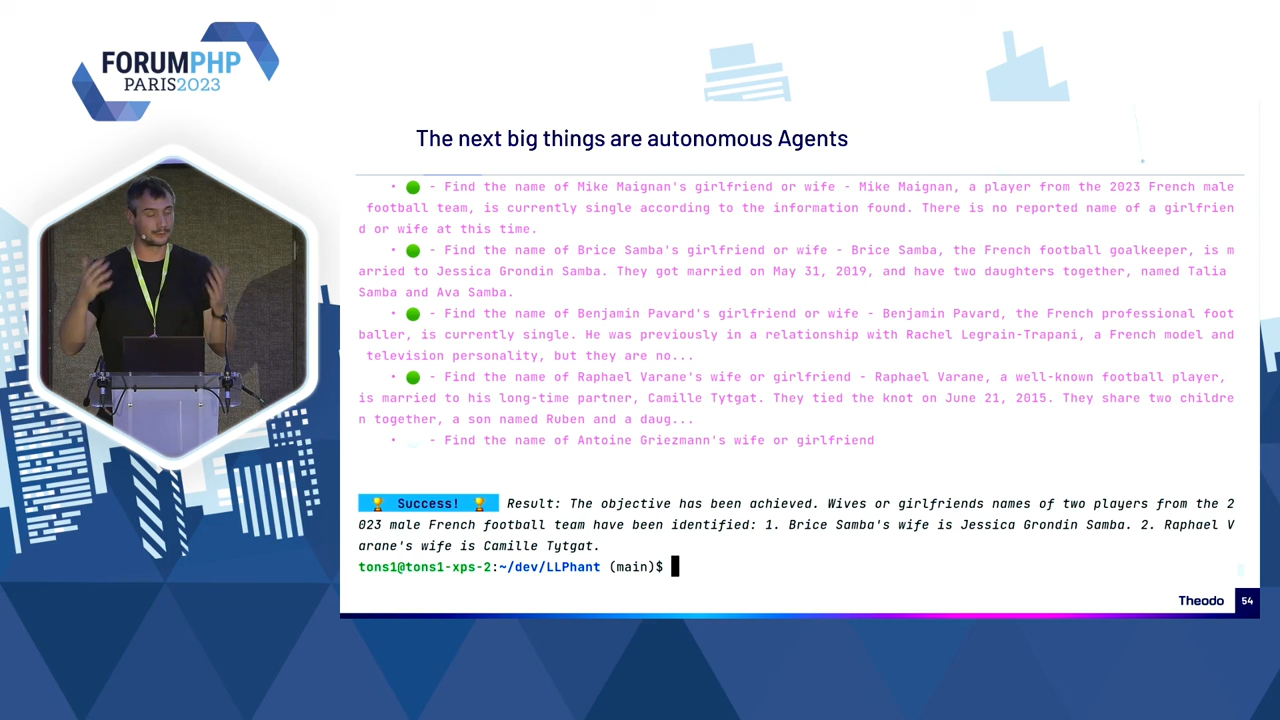 FORUMPHP
PARIS2023
The next big things are autonomous Agents
• - Find the name of Mike Maignan's girlfriend or wife - Mike Maignan, a player from the 2023 French male
football team, is currently single according to the information found. There is no reported name of a girlfrien
d or wife at this time.
• - Find the name of Brice Samba's girlfriend or wife - Brice Samba, the French football goalkeeper, is m
arried to Jessica Grondin Samba. They got married on May 31, 2019, and have two daughters together, named Talia
Samba and Ava Samba.
• - Find the name of Benjamin Pavard's girlfriend or wife - Benjamin Pavard, the French professional foot
baller, is currently single. He was previously in a relationship with Rachel Legrain-Trapani, a French model and
television personality, but they are no...
• - Find the name of Raphael Varane's wife or girlfriend - Raphael Varane, a well-known football player,
is married to his long-time partner, Camille Tytgat. They tied the knot on June 21, 2015. They share two childre
n together, a son named Ruben and a daug...
• - Find the name of Antoine Griezmann's wife or girlfriend
🏆 Success! 🏆 Result: The objective has been achieved. Wives or girlfriends names of two players from the 2
023 male French football team have been identified: 1. Brice Samba's wife is Jessica Grondin Samba. 2. Raphael V
arane's wife is Camille Tytgat.
tons1@tons1-xps-2:~/dev/LLPhant (main)$
Theodo 54